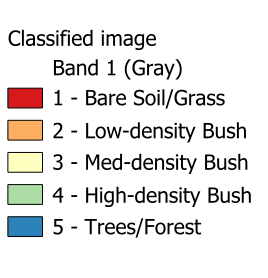 Classified image
Band 1 (Gray)
1 - Bare Soil/Grass
2 - Low-density Bush
3 - Med-density Bush
4 - High-density Bush
5 - Trees/Forest